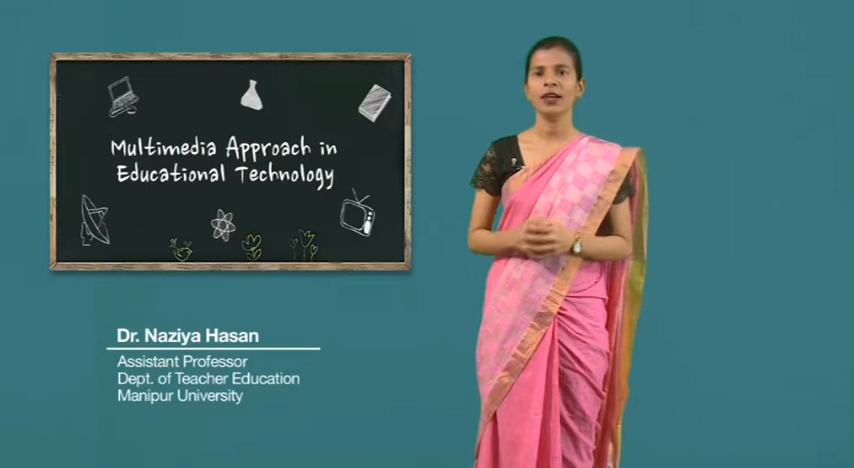 Multimedia Approach in
Educational Technology
Dr. Naziya Hasan
Assistant Professor
Dept. of Teacher Education
Manipur University